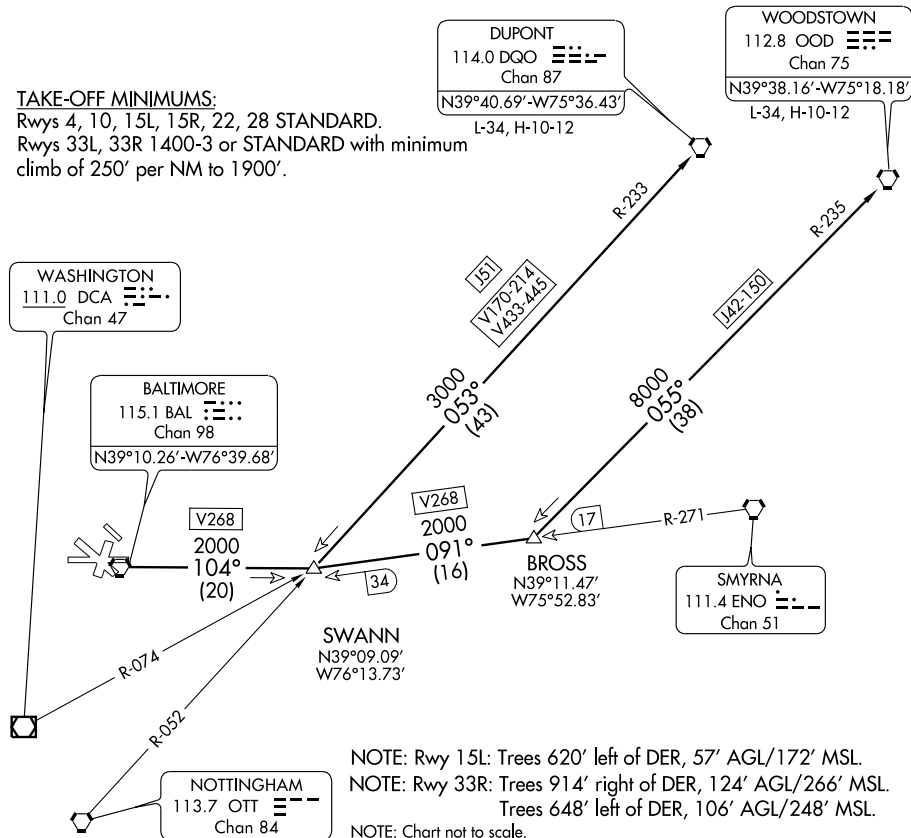 DUPONT
114.0 DQO
Chan 87
N39°40.69'-W75°36.43'
L-34, H-10-12
WOODSTOWN
112.8 OOD
Chan 75
N39°38.16'-W75°18.18'
L-34, H-10-12
TAKE-OFF MINIMUMS:
Rwys 4, 10, 15L, 15R, 22, 28 STANDARD.
Rwys 33L, 33R 1400-3 or STANDARD with minimum
climb of 250' per NM to 1900'.
R-233
R-235
WASHINGTON
111.0 DCA
Chan 47
J51
V170-214
V433-445
J42-150
BALTIMORE
115.1 BAL
Chan 98
N39°10.26'-W76°39.68'
3000
053°
(43)
8000
055°
(38)
V268
2000
104°
(20)
V268
2000
091°
(16)
17
R-271
34
BROSS
N39°11.47'
W75°52.83'
SMYRNA
111.4 ENO
Chan 51
SWANN
N39°09.09'
W76°13.73'
R-074
R-052
NOTTINGHAM
113.7 OTT
Chan 84
NOTE: Rwy 15L: Trees 620' left of DER, 57' AGL/172' MSL.
NOTE: Rwy 33R: Trees 914' right of DER, 124' AGL/266' MSL.
Trees 648' left of DER, 106' AGL/248' MSL.
NOTE: Chart not to scale.